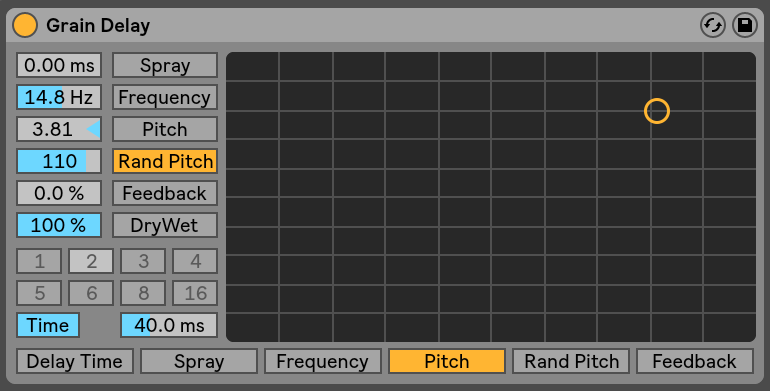 Grain Delay
0.00 ms Spray
14.8 Hz Frequency
3.81 Pitch
110 Rand Pitch
0.0 % Feedback
100 % DryWet
1 2 3 4
5 6 8 16
Time 40.0 ms
Delay Time Spray Frequency Pitch Rand Pitch Feedback